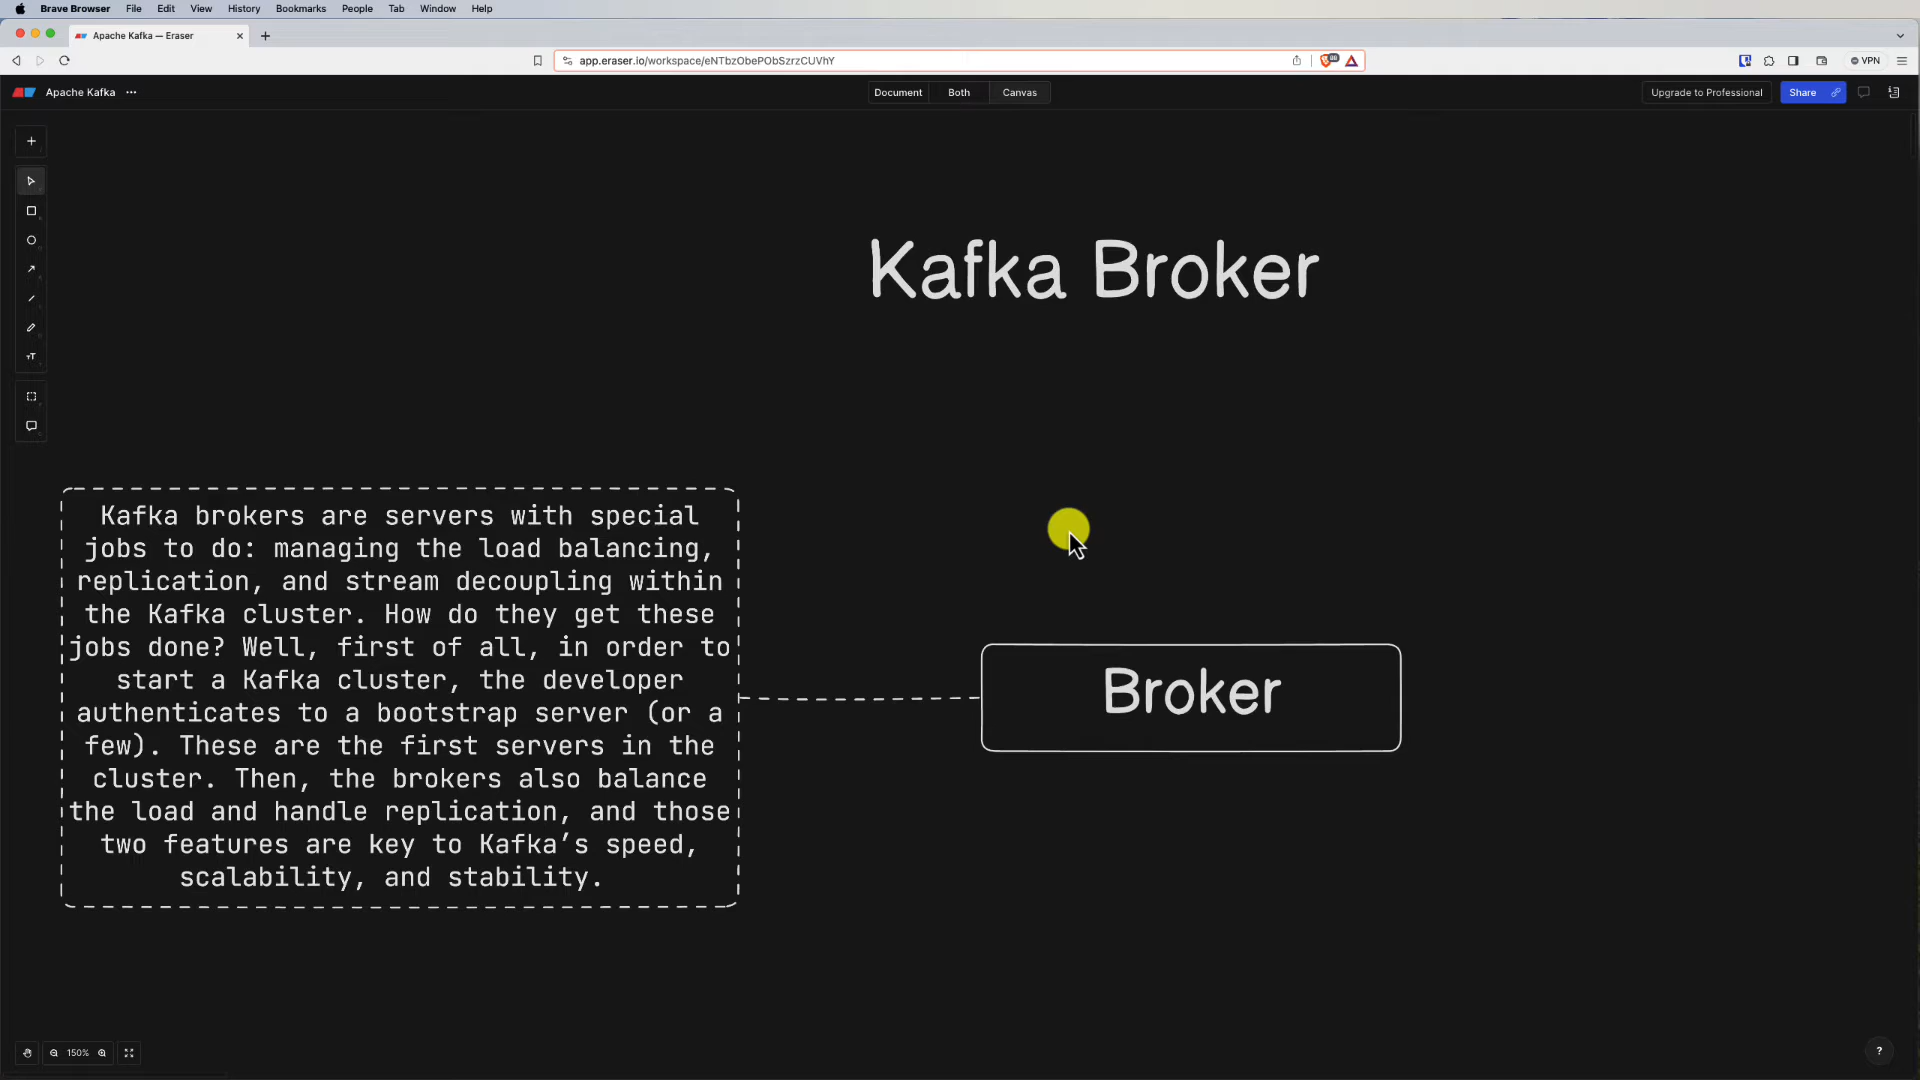 Brave Browser File Edit View History Bookmarks People Tab Window Help
Apache Kafka — Eraser
app.eraser.io/workspace/eNTbzObePObSzrzCUVhY
VPN
Apache Kafka
Document Both Canvas
Upgrade to Professional
Share
Kafka Broker
Kafka brokers are servers with special
jobs to do: managing the load balancing,
replication, and stream decoupling within
the Kafka cluster. How do they get these
jobs done? Well, first of all, in order to
start a Kafka cluster, the developer
authenticates to a bootstrap server (or a
few). These are the first servers in the
cluster. Then, the brokers also balance
the load and handle replication, and those
two features are key to Kafka’s speed,
scalability, and stability.
Broker
150%
?